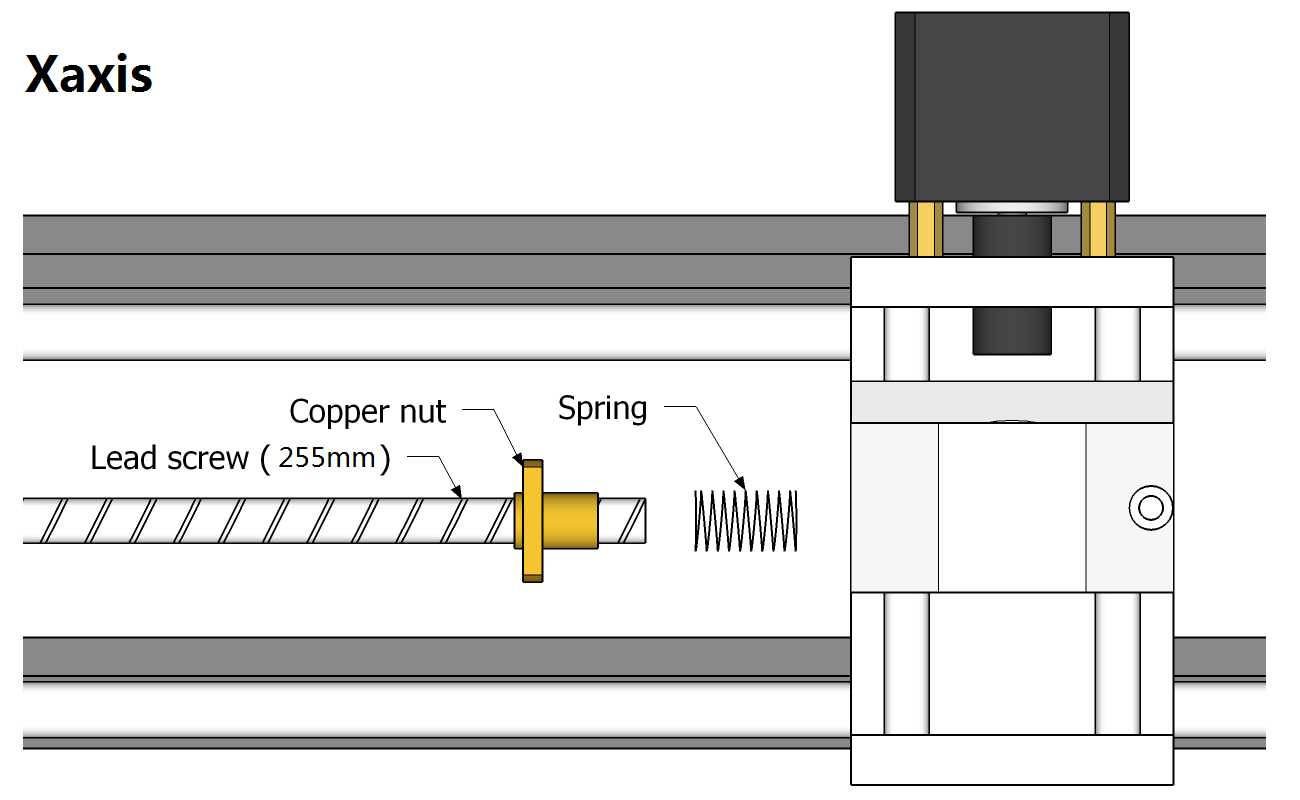 Xaxis
Copper nut
Spring
Lead screw ( 255mm )